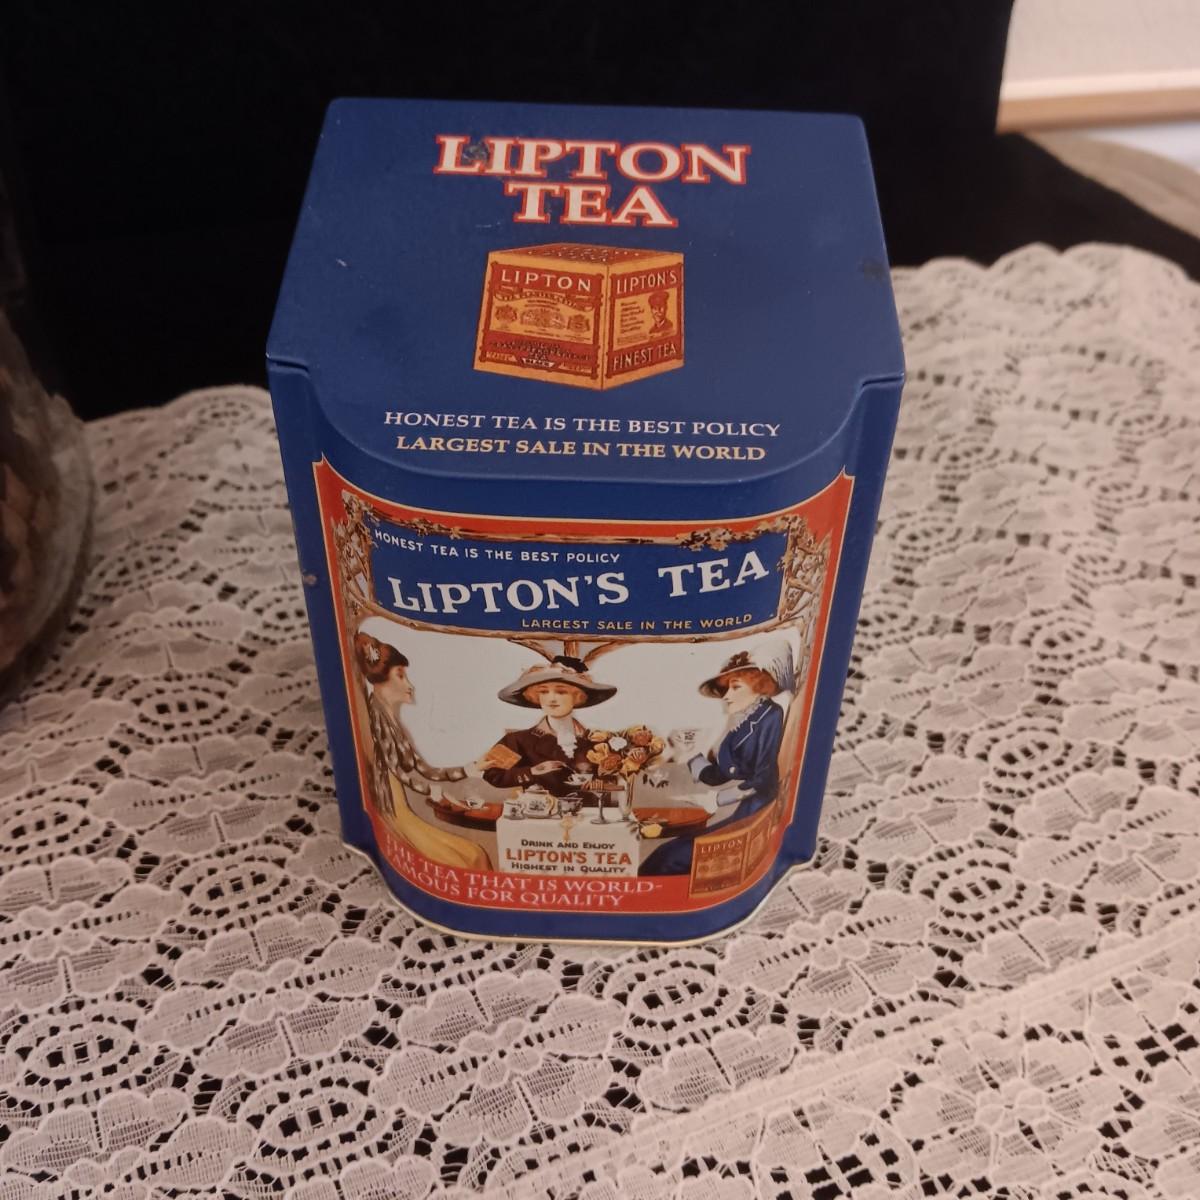 LIPTON
TEA
LIPTON
LIPTON'S
FINEST TEA
HONEST TEA IS THE BEST POLICY
LARGEST SALE IN THE WORLD
HONEST TEA IS THE BEST POLICY
LIPTON'S TEA
LARGEST SALE IN THE WORLD
DRINK AND ENJOY
LIPTON'S TEA
HIGHEST IN QUALITY
LIPTON
THE TEA THAT IS WORLD-
FAMOUS FOR QUALITY